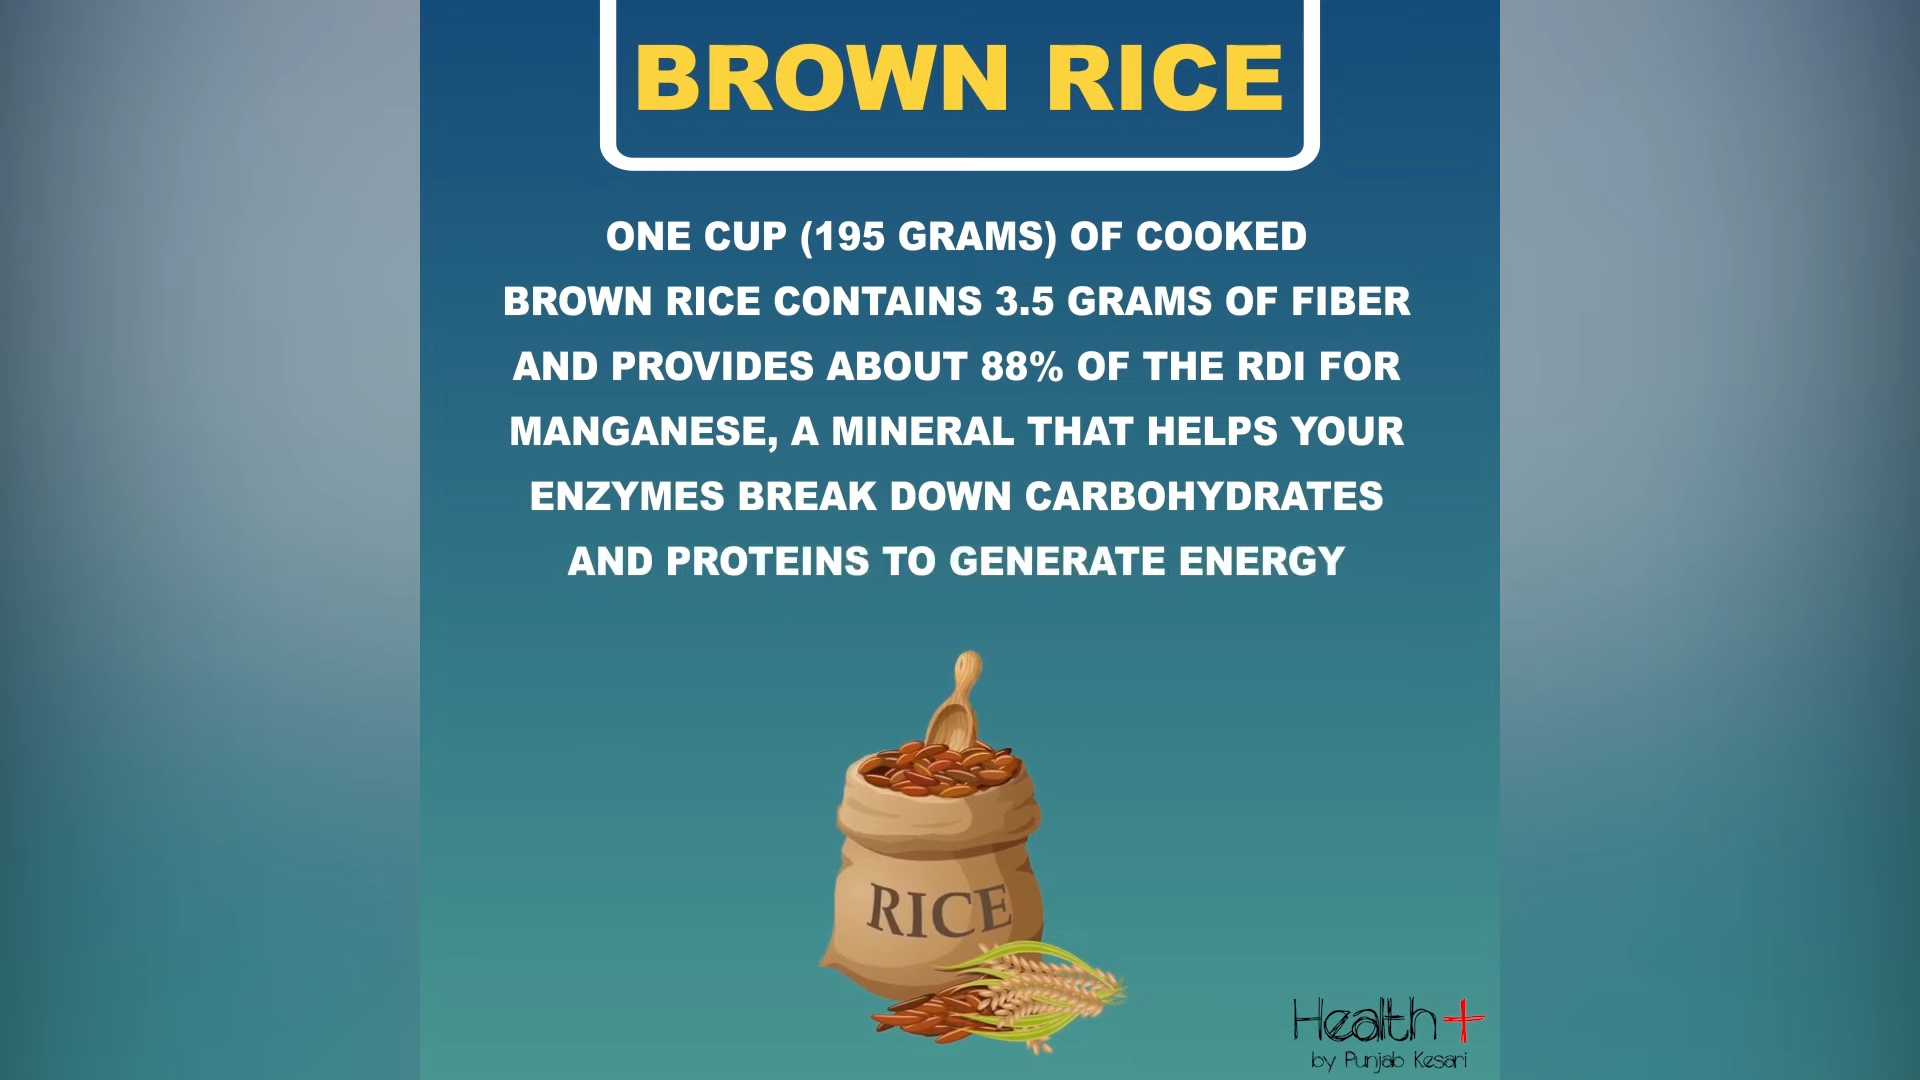 BROWN RICE
ONE CUP (195 GRAMS) OF COOKED
BROWN RICE CONTAINS 3.5 GRAMS OF FIBER
AND PROVIDES ABOUT 88% OF THE RDI FOR
MANGANESE, A MINERAL THAT HELPS YOUR
ENZYMES BREAK DOWN CARBOHYDRATES
AND PROTEINS TO GENERATE ENERGY
RICE
Health+
by Punjab Kesari